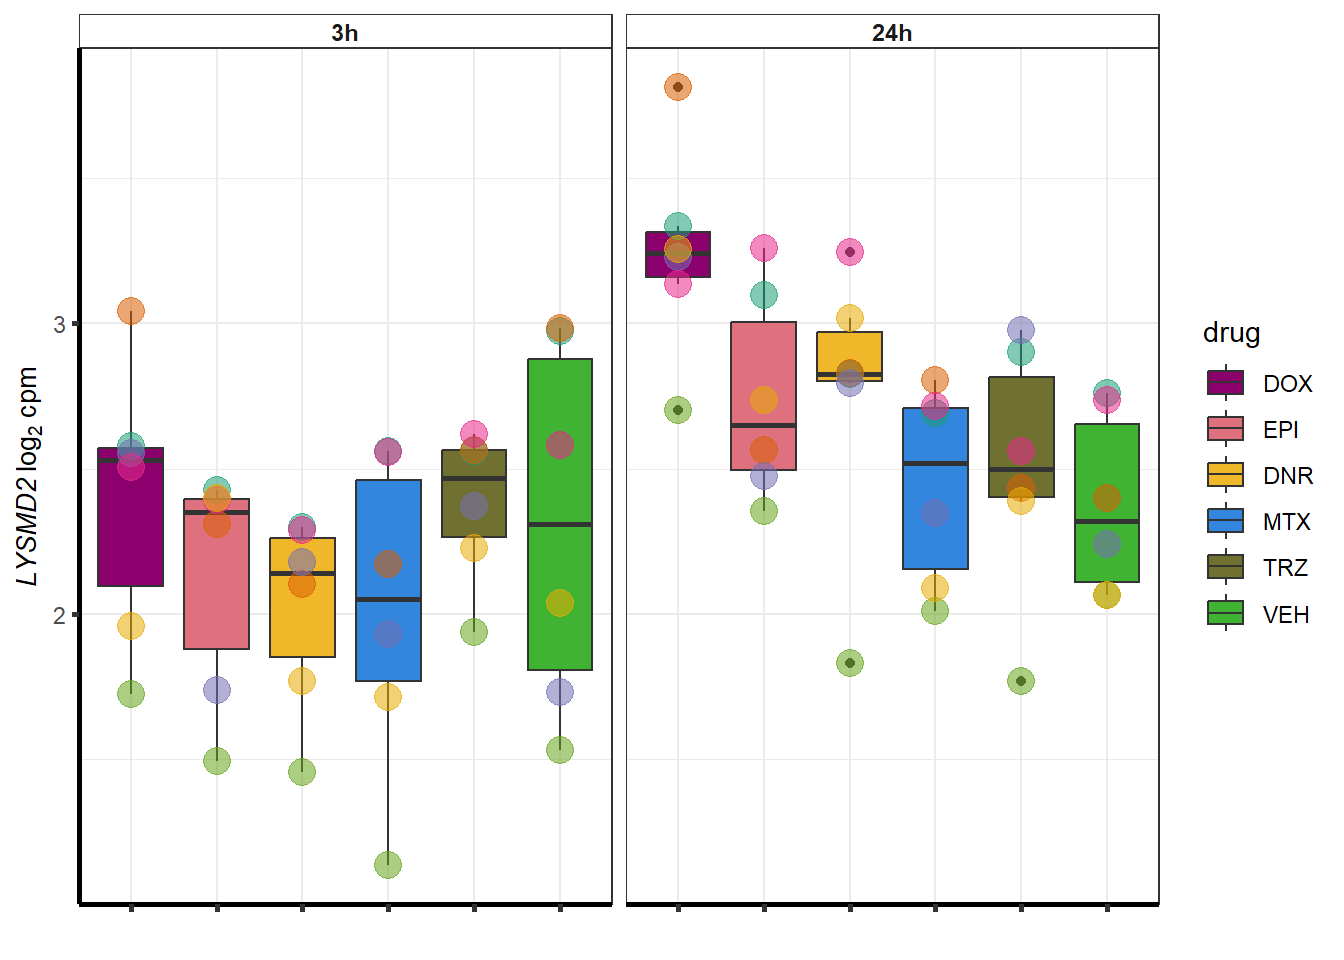 3h
24h
LYSMD2 log₂ cpm
3
2
drug
DOX
EPI
DNR
MTX
TRZ
VEH